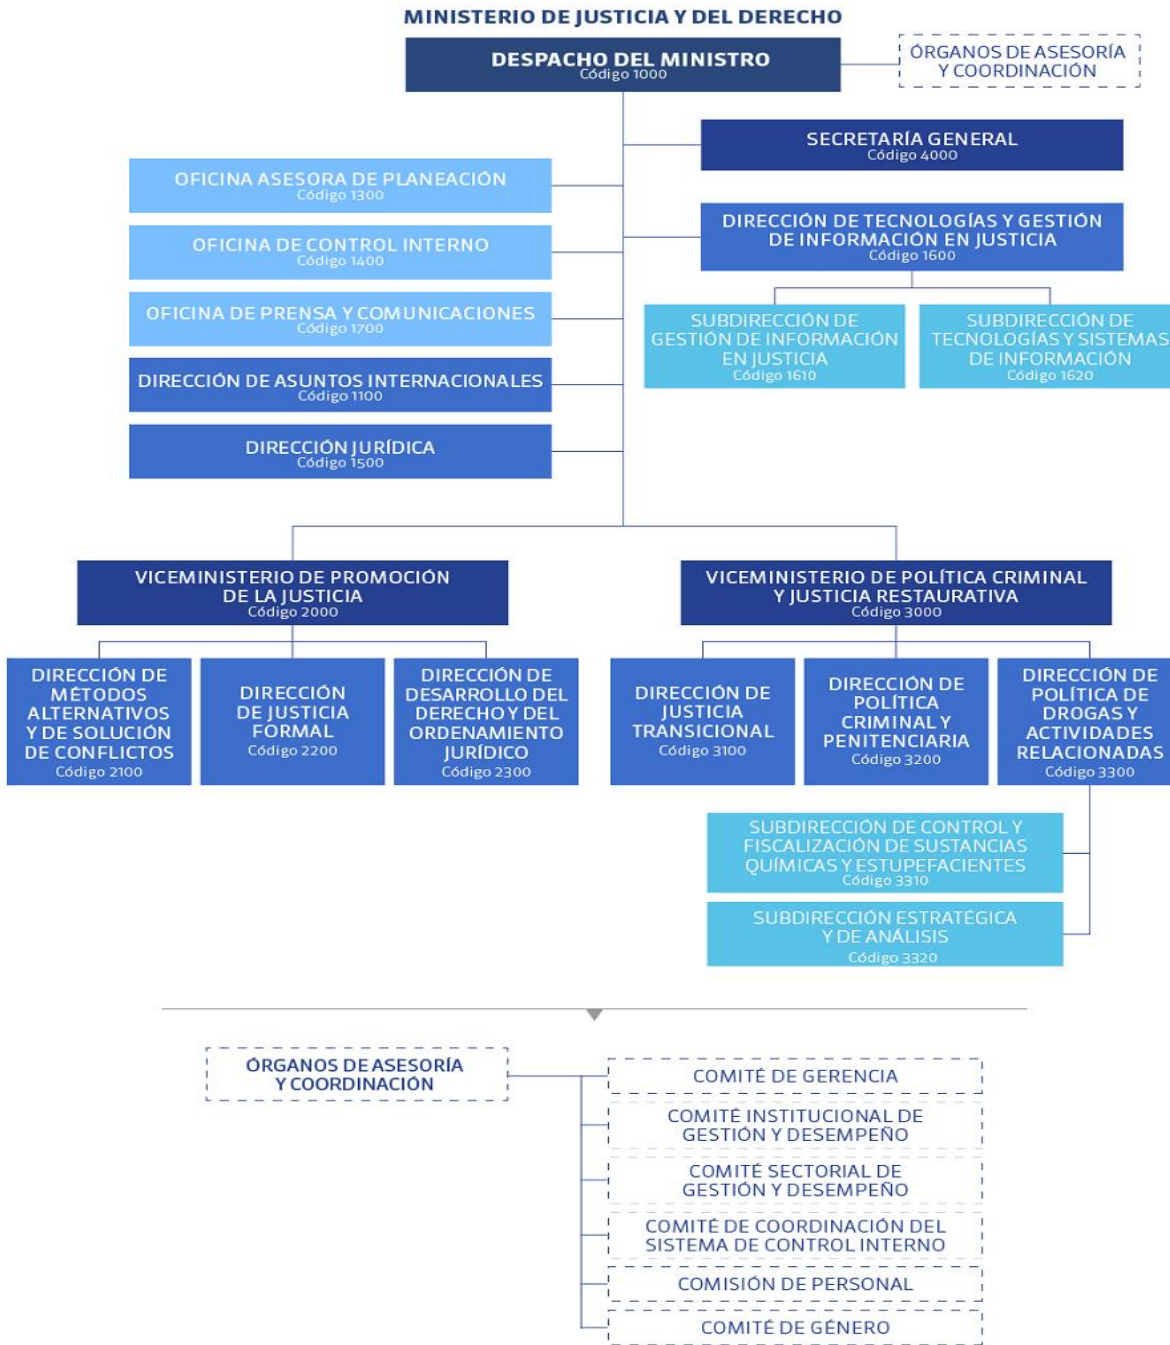 MINISTERIO DE JUSTICIA Y DEL DERECHO
DESPACHO DEL MINISTRO
Código 1000
ÓRGANOS DE ASESORÍA
Y COORDINACIÓN
SECRETARÍA GENERAL
Código 4000
OFICINA ASESORA DE PLANEACIÓN
Código 1300
DIRECCIÓN DE TECNOLOGÍAS Y GESTIÓN
DE INFORMACIÓN EN JUSTICIA
Código 1600
OFICINA DE CONTROL INTERNO
Código 1400
OFICINA DE PRENSA Y COMUNICACIONES
Código 1700
SUBDIRECCIÓN DE
GESTIÓN DE INFORMACIÓN
EN JUSTICIA
Código 1610
SUBDIRECCIÓN DE
TECNOLOGÍAS Y SISTEMAS
DE INFORMACIÓN
Código 1620
DIRECCIÓN DE ASUNTOS INTERNACIONALES
Código 1100
DIRECCIÓN JURÍDICA
Código 1500
VICEMINISTERIO DE PROMOCIÓN
DE LA JUSTICIA
Código 2000
VICEMINISTERIO DE POLÍTICA CRIMINAL
Y JUSTICIA RESTAURATIVA
Código 3000
DIRECCIÓN DE
MÉTODOS
ALTERNATIVOS
Y DE SOLUCIÓN
DE CONFLICTOS
Código 2100
DIRECCIÓN
DE JUSTICIA
FORMAL
Código 2200
DIRECCIÓN DE
DESARROLLO DEL
DERECHO Y DEL
ORDENAMIENTO
JURÍDICO
Código 2300
DIRECCIÓN DE
JUSTICIA
TRANSICIONAL
Código 3100
DIRECCIÓN DE
POLÍTICA
CRIMINAL Y
PENITENCIARIA
Código 3200
DIRECCIÓN DE
POLÍTICA DE
DROGAS Y
ACTIVIDADES
RELACIONADAS
Código 3300
SUBDIRECCIÓN DE CONTROL Y
FISCALIZACIÓN DE SUSTANCIAS
QUÍMICAS Y ESTUPEFACIENTES
Código 3310
SUBDIRECCIÓN ESTRATÉGICA
Y DE ANÁLISIS
Código 3320
ÓRGANOS DE ASESORÍA
Y COORDINACIÓN
COMITÉ DE GERENCIA
COMITÉ INSTITUCIONAL DE
GESTIÓN Y DESEMPEÑO
COMITÉ SECTORIAL DE
GESTIÓN Y DESEMPEÑO
COMITÉ DE COORDINACIÓN DEL
SISTEMA DE CONTROL INTERNO
COMISIÓN DE PERSONAL
COMITÉ DE GÉNERO